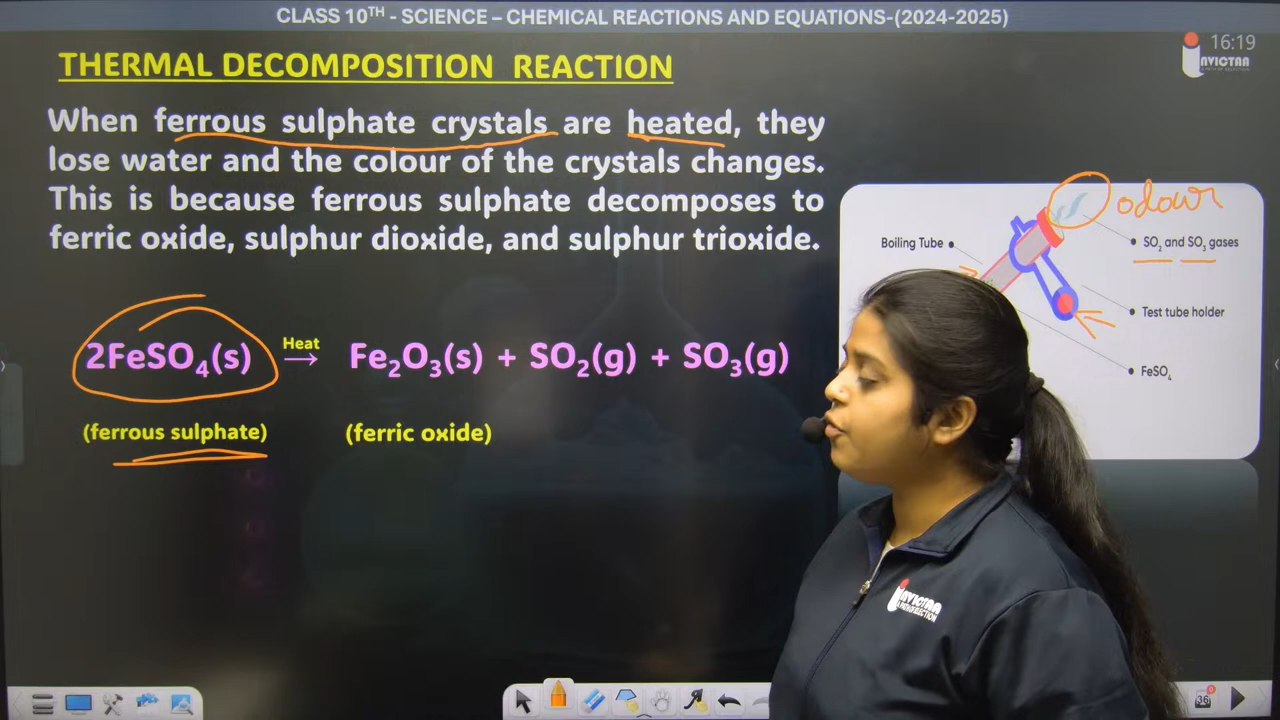 CLASS 10TH - SCIENCE – CHEMICAL REACTIONS AND EQUATIONS-(2024-2025)
16:19
INVICTAA
THERMAL DECOMPOSITION REACTION
When ferrous sulphate crystals are heated, they
lose water and the colour of the crystals changes.
This is because ferrous sulphate decomposes to
ferric oxide, sulphur dioxide, and sulphur trioxide.
odour
Boiling Tube
SO₂ and SO₃ gases
Test tube holder
FeSO₄
Heat
2FeSO₄(s) → Fe₂O₃(s) + SO₂(g) + SO₃(g)
(ferrous sulphate) (ferric oxide)
INVICTAA
36